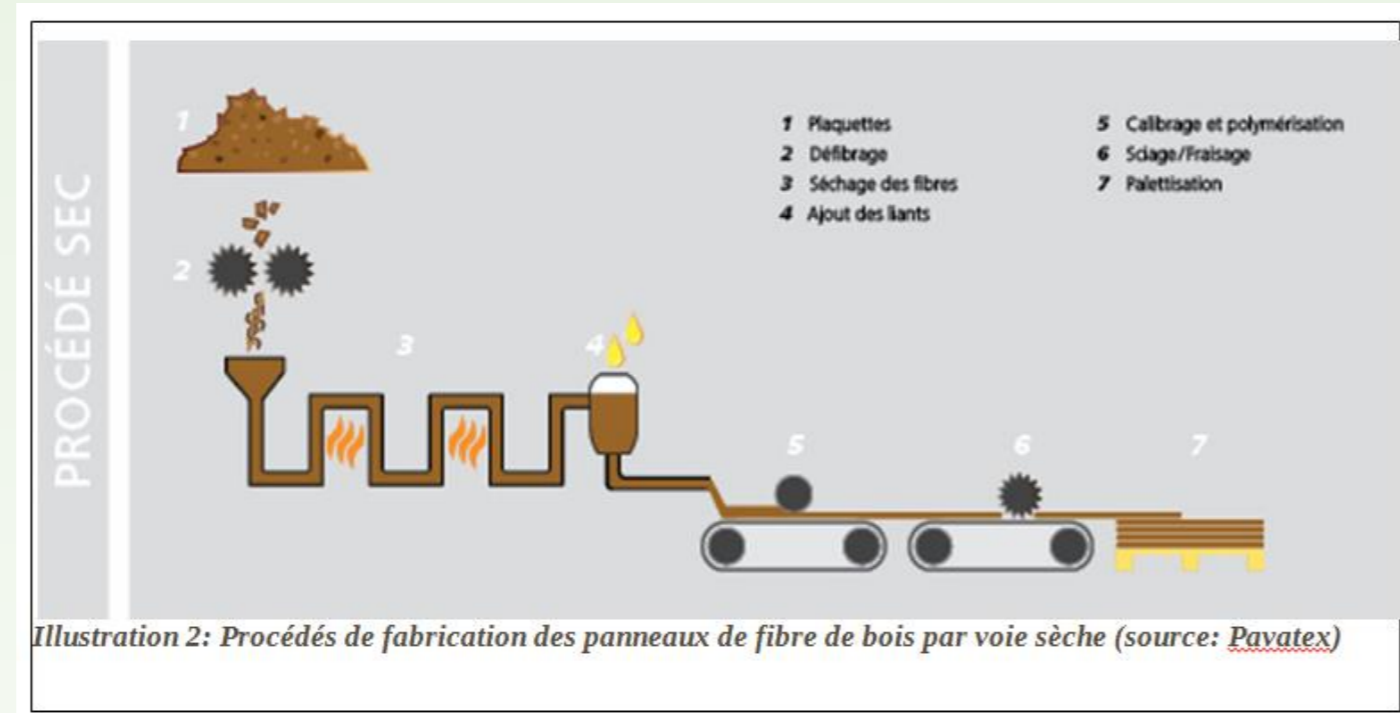 PROCÉDÉ SEC
1
2
3
4
5
6
7
1 Plaquettes
2 Défibrage
3 Séchage des fibres
4 Ajout des liants
5 Calibrage et polymérisation
6 Sciage/Fraisage
7 Palettisation
Illustration 2: Procédés de fabrication des panneaux de fibre de bois par voie sèche (source: Pavatex)